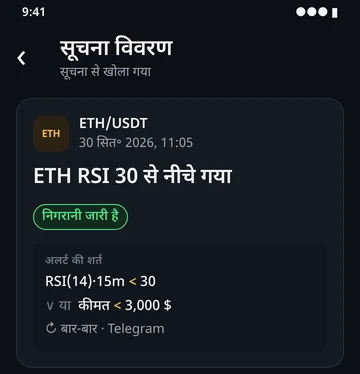 9:41
सूचना विवरण
सूचना से खोला गया
ETH
ETH/USDT
30 सित॰ 2026, 11:05
ETH RSI 30 से नीचे गया
निगरानी जारी है
अलर्ट की शर्त
RSI(14)·15m < 30
∨ या कीमत < 3,000 $
↻ बार-बार · Telegram